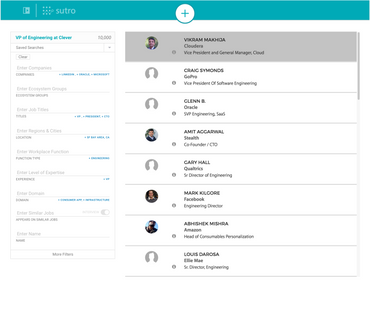 sutro
VP of Engineering at Clever 10,000
Saved Searches
Clear
Enter Companies
COMPANIES + LINKEDIN + ORACLE + MICROSOFT
Enter Ecosystem Groups
ECOSYSTEM GROUPS
Enter Job Titles
TITLES + VP + PRESIDENT + CTO
Enter Regions & Cities
LOCATION + SF BAY AREA, CA
Enter Workplace Function
FUNCTION TYPE + ENGINEERING
Enter Level of Expertise
EXPERIENCE + VP
Enter Domain
DOMAIN + CONSUMER APP + INFRASTRUCTURE
Enter Similar Jobs
Enter Name
NAME
More Filters
VIKRAM MAKHIJA
Cloudera
Vice President and General Manager, Cloud
CRAIG SYMONDS
GoPro
Vice President Of Software Engineering
GLENN B.
Oracle
SVP Engineering, SaaS
AMIT AGGARWAL
Stealth
Co-Founder / CTO
GARY HALL
Qualtrics
Sr Director of Engineering
MARK KILGORE
Facebook
Engineering Director
ABHISHEK MISHRA
Amazon
Head of Consumables Personalization
LOUIS DAROSA
Ellie Mae
Sr Director, Engineering